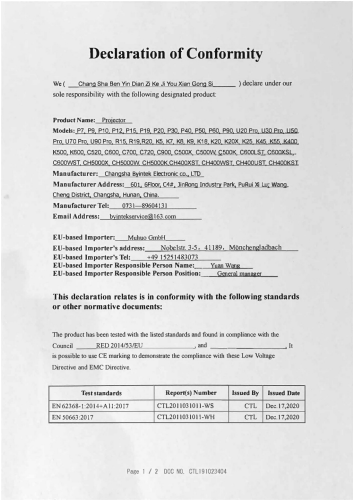 Declaration of Conformity
We ( Chang Sha Ben Yin Dian Zi Ke Ji You Xian Gong Si ) declare under our
sole responsibility with the following designated product:
Product Name: Projector
Models: P7, P9, P10, P12, P15, P19, P20, P30, P40, P50, P60, P90, U20 Pro, U30 Pro, U50
Pro, U70 Pro, U90 Pro, R15, R19, R20, K5, K7, K8, K9, K18, K20, K20X, K25, K45, K55, K400
K500, K600, C520, C600, C700, C720, C900, C500X, C500W, C500K, C600LST, C600KSL,
C600WST, CH5000X, CH5000W, CH5000K, CH400XST, CH400WST, CH400UST, CH400KST.
Manufacturer: Changsha Byintek Electronic co., LTD
Manufacturer Address: 601, 6Floor, C4#, JinRong Industry Park, PuRui Xi Lu; Wang
Cheng District, Changsha, Hunan, China.
Manufacturer Tel: 0731—89604131
Email Address: byintekservice@163.com
EU-based Importer: Muhuo GmbH
EU-based Importer's address: Nobelstr. 3-5, 41189, Mönchengladbach
EU-based Importer's Tel: +49 15251483073
EU-based Importer Responsible Person Name: Yuan Wang
EU-based Importer Responsible Person Position: General manager
This declaration relates is in conformity with the following standards
or other normative documents:
The product has been tested with the listed standards and found in compliance with the
Council RED 2014/53/EU , and , It
is possible to use CE marking to demonstrate the compliance with these Low Voltage
Directive and EMC Directive
Test standards Report(s) Number Issued By Issued Date
EN 62368-1:2014+A11:2017 CTL2011031011-WS CTL Dec.17,2020
EN 50663:2017 CTL2011031011-WH CTL Dec.17,2020
Page 1 / 2 DOC NO. CTL191023404